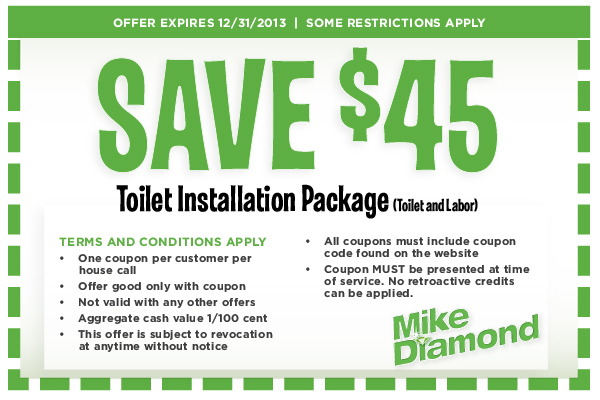 OFFER EXPIRES 12/31/2013 | SOME RESTRICTIONS APPLY
SAVE $45
Toilet Installation Package (Toilet and Labor)
TERMS AND CONDITIONS APPLY
• One coupon per customer per
house call
• Offer good only with coupon
• Not valid with any other offers
• Aggregate cash value 1/100 cent
• This offer is subject to revocation
at anytime without notice
• All coupons must include coupon
code found on the website
• Coupon MUST be presented at time
of service. No retroactive credits
can be applied.
Mike
Diamond